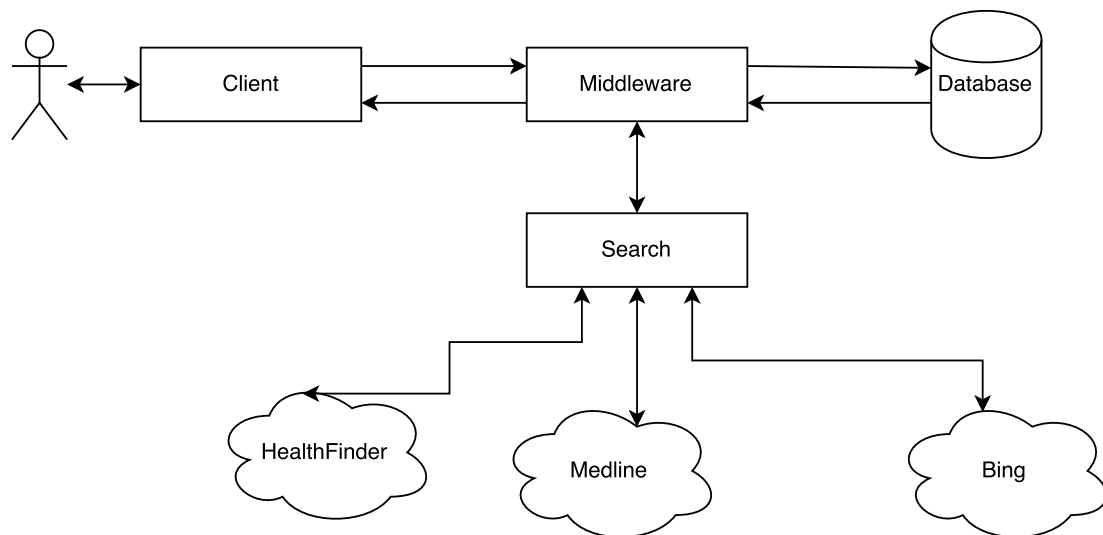 Client
Middleware
Database
Search
HealthFinder
Medline
Bing